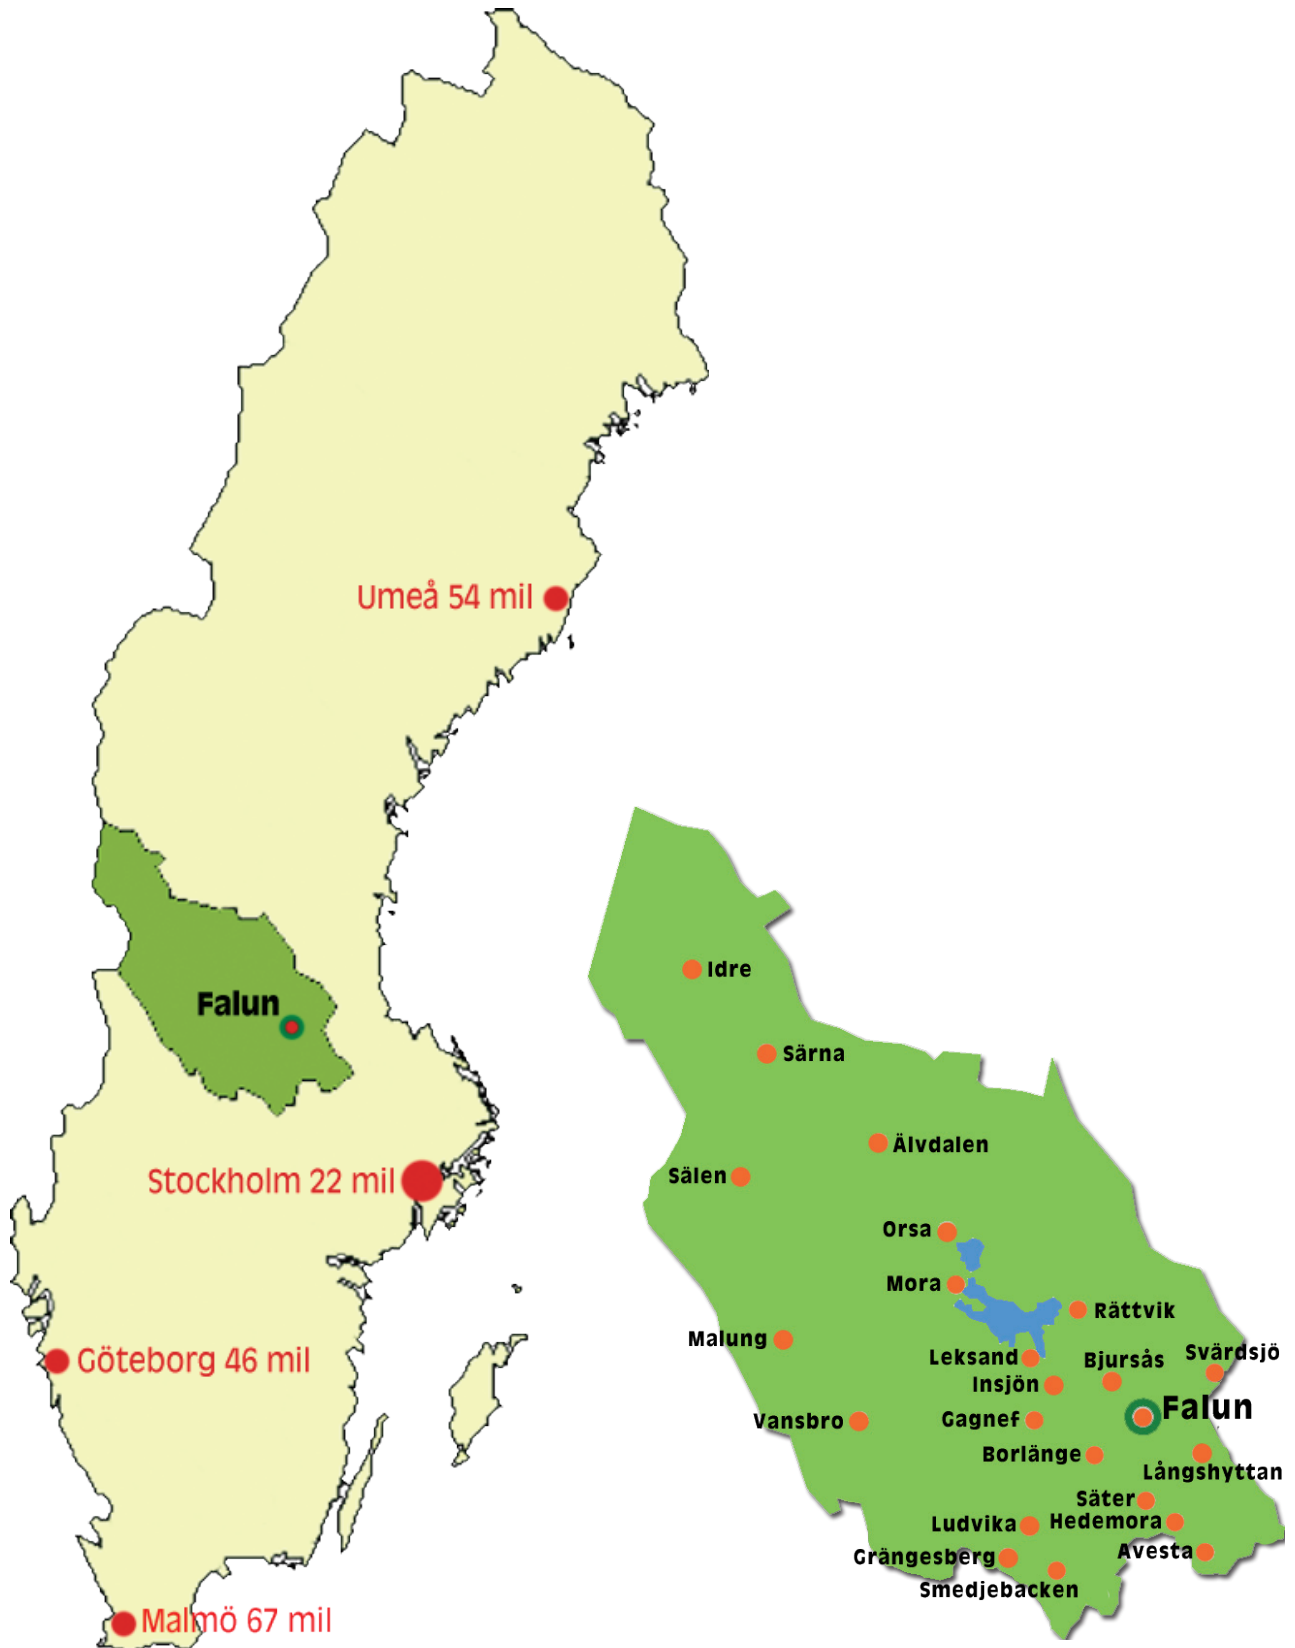 Umeå 54 mil
Falun
Stockholm 22 mil
Göteborg 46 mil
Malmö 67 mil
Idre
Särna
Älvdalen
Sälen
Orsa
Mora
Rättvik
Malung
Leksand
Bjursås
Svärdsjö
Insjön
Vansbro
Gagnef
Falun
Borlänge
Långshyttan
Säter
Ludvika
Hedemora
Grängesberg
Avesta
Smedjebacken